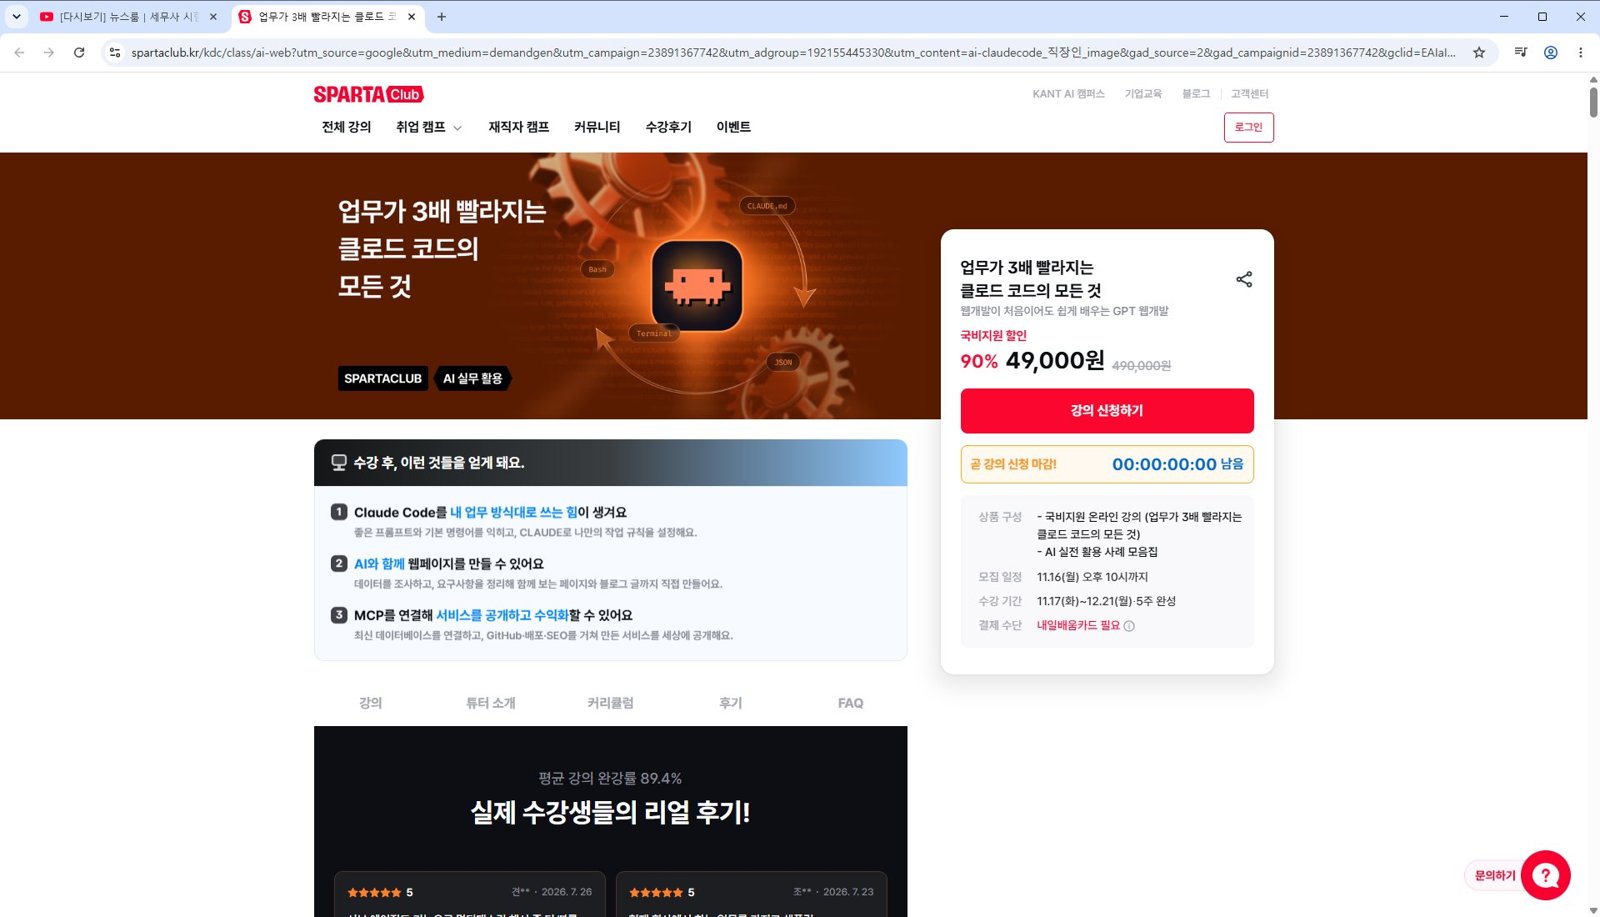 [다시보기] 뉴스룸 | 세무사 시험
업무가 3배 빨라지는 클로드 코
spartaclub.kr/kdc/class/ai-web?utm_source=google&utm_medium=demandgen&utm_campaign=23891367742&utm_adgroup=192155445330&utm_content=ai-claudecode_직장인_image&gad_source=2&gad_campaignid=23891367742&gclid=EAIaI...
SPARTA Club
KANT AI 캠퍼스 기업교육 블로그 고객센터
전체 강의 취업 캠프 재직자 캠프 커뮤니티 수강후기 이벤트
로그인
업무가 3배 빨라지는
클로드 코드의
모든 것
CLAUDE.md
Bash
Terminal
JSON
SPARTACLUB AI 실무 활용
업무가 3배 빨라지는
클로드 코드의 모든 것
웹개발이 처음이어도 쉽게 배우는 GPT 웹개발
국비지원 할인
90% 49,000원 490,000원
강의 신청하기
곧 강의 신청 마감! 00:00:00:00 남음
상품 구성 - 국비지원 온라인 강의 (업무가 3배 빨라지는
클로드 코드의 모든 것)
- AI 실전 활용 사례 모음집
모집 일정 11.16(월) 오후 10시까지
수강 기간 11.17(화)~12.21(월)·5주 완성
결제 수단 내일배움카드 필요
수강 후, 이런 것들을 얻게 돼요.
1 Claude Code를 내 업무 방식대로 쓰는 힘이 생겨요
좋은 프롬프트와 기본 명령어를 익히고, CLAUDE로 나만의 작업 규칙을 설정해요.
2 AI와 함께 웹페이지를 만들 수 있어요
데이터를 조사하고, 요구사항을 정리해 함께 보는 페이지와 블로그 글까지 직접 만들어요.
3 MCP를 연결해 서비스를 공개하고 수익화할 수 있어요
최신 데이터베이스를 연결하고, GitHub·배포·SEO를 거쳐 만든 서비스를 세상에 공개해요.
강의 튜터 소개 커리큘럼 후기 FAQ
평균 강의 완강률 89.4%
실제 수강생들의 리얼 후기!
★★★★★ 5 견** · 2026. 7. 26
★★★★★ 5 조** · 2026. 7. 23
문의하기